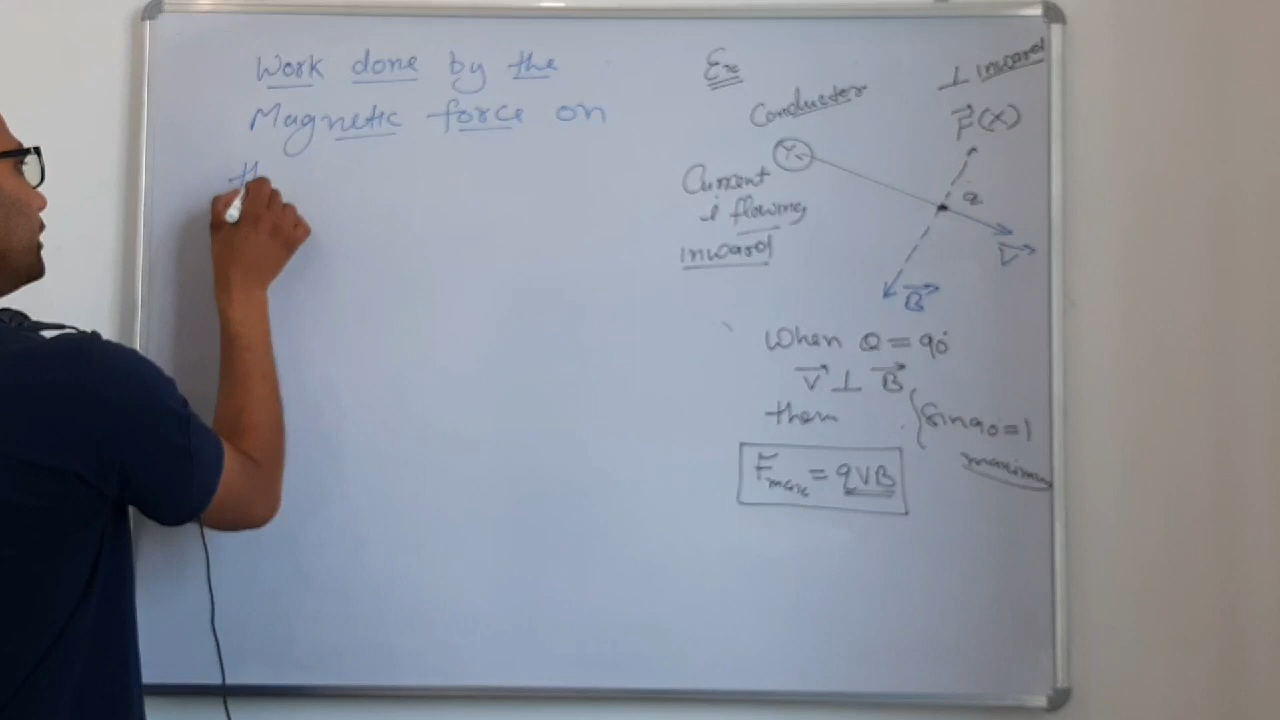 Work done by the
Magnetic force on
th
Ex
Conductor
⊥ inward
F(X)
Current
i flowing
inward
q
V
B
When θ = 90°
V ⊥ B
then
{Sin90=1
maximum
Fmax = qVB